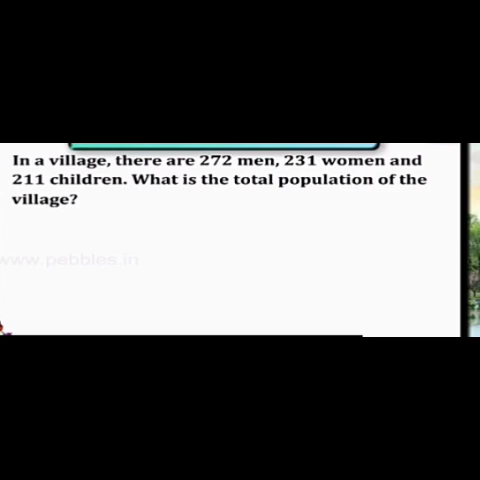 In a village, there are 272 men, 231 women and
211 children. What is the total population of the
village?
www.pebbles.in